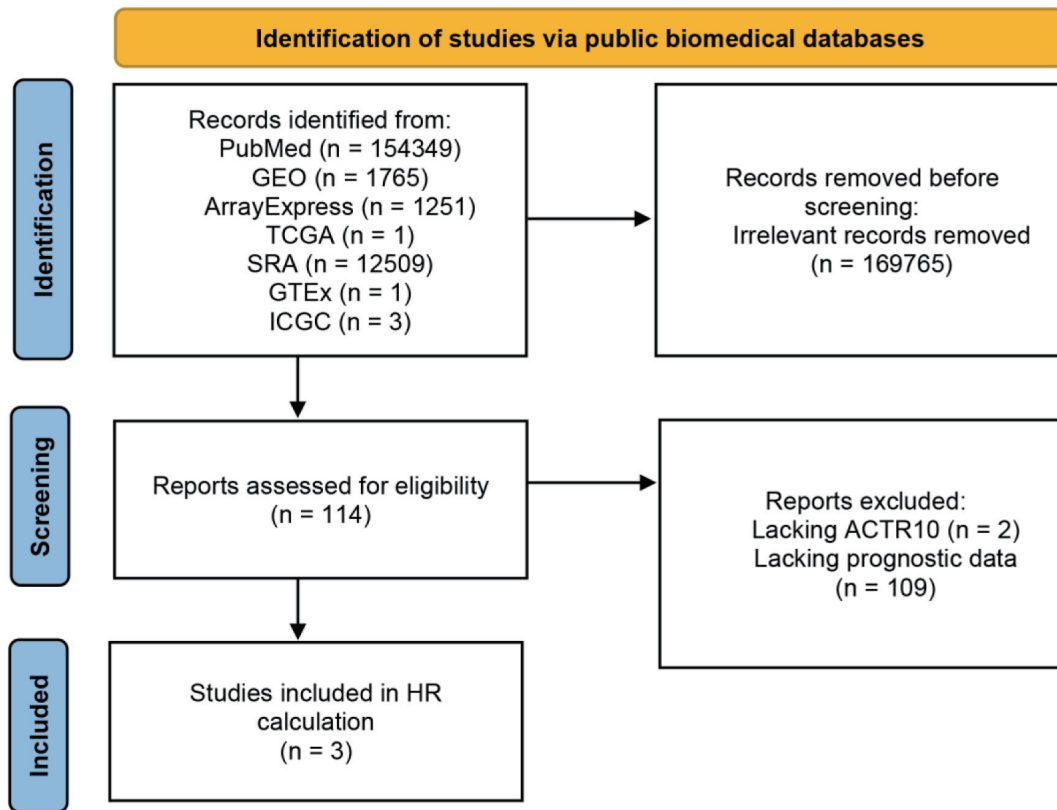 Identification of studies via public biomedical databases
Identification
Records identified from:
PubMed (n = 154349)
GEO (n = 1765)
ArrayExpress (n = 1251)
TCGA (n = 1)
SRA (n = 12509)
GTEx (n = 1)
ICGC (n = 3)
Records removed before
screening:
Irrelevant records removed
(n = 169765)
Screening
Reports assessed for eligibility
(n = 114)
Reports excluded:
Lacking ACTR10 (n = 2)
Lacking prognostic data
(n = 109)
Included
Studies included in HR
calculation
(n = 3)